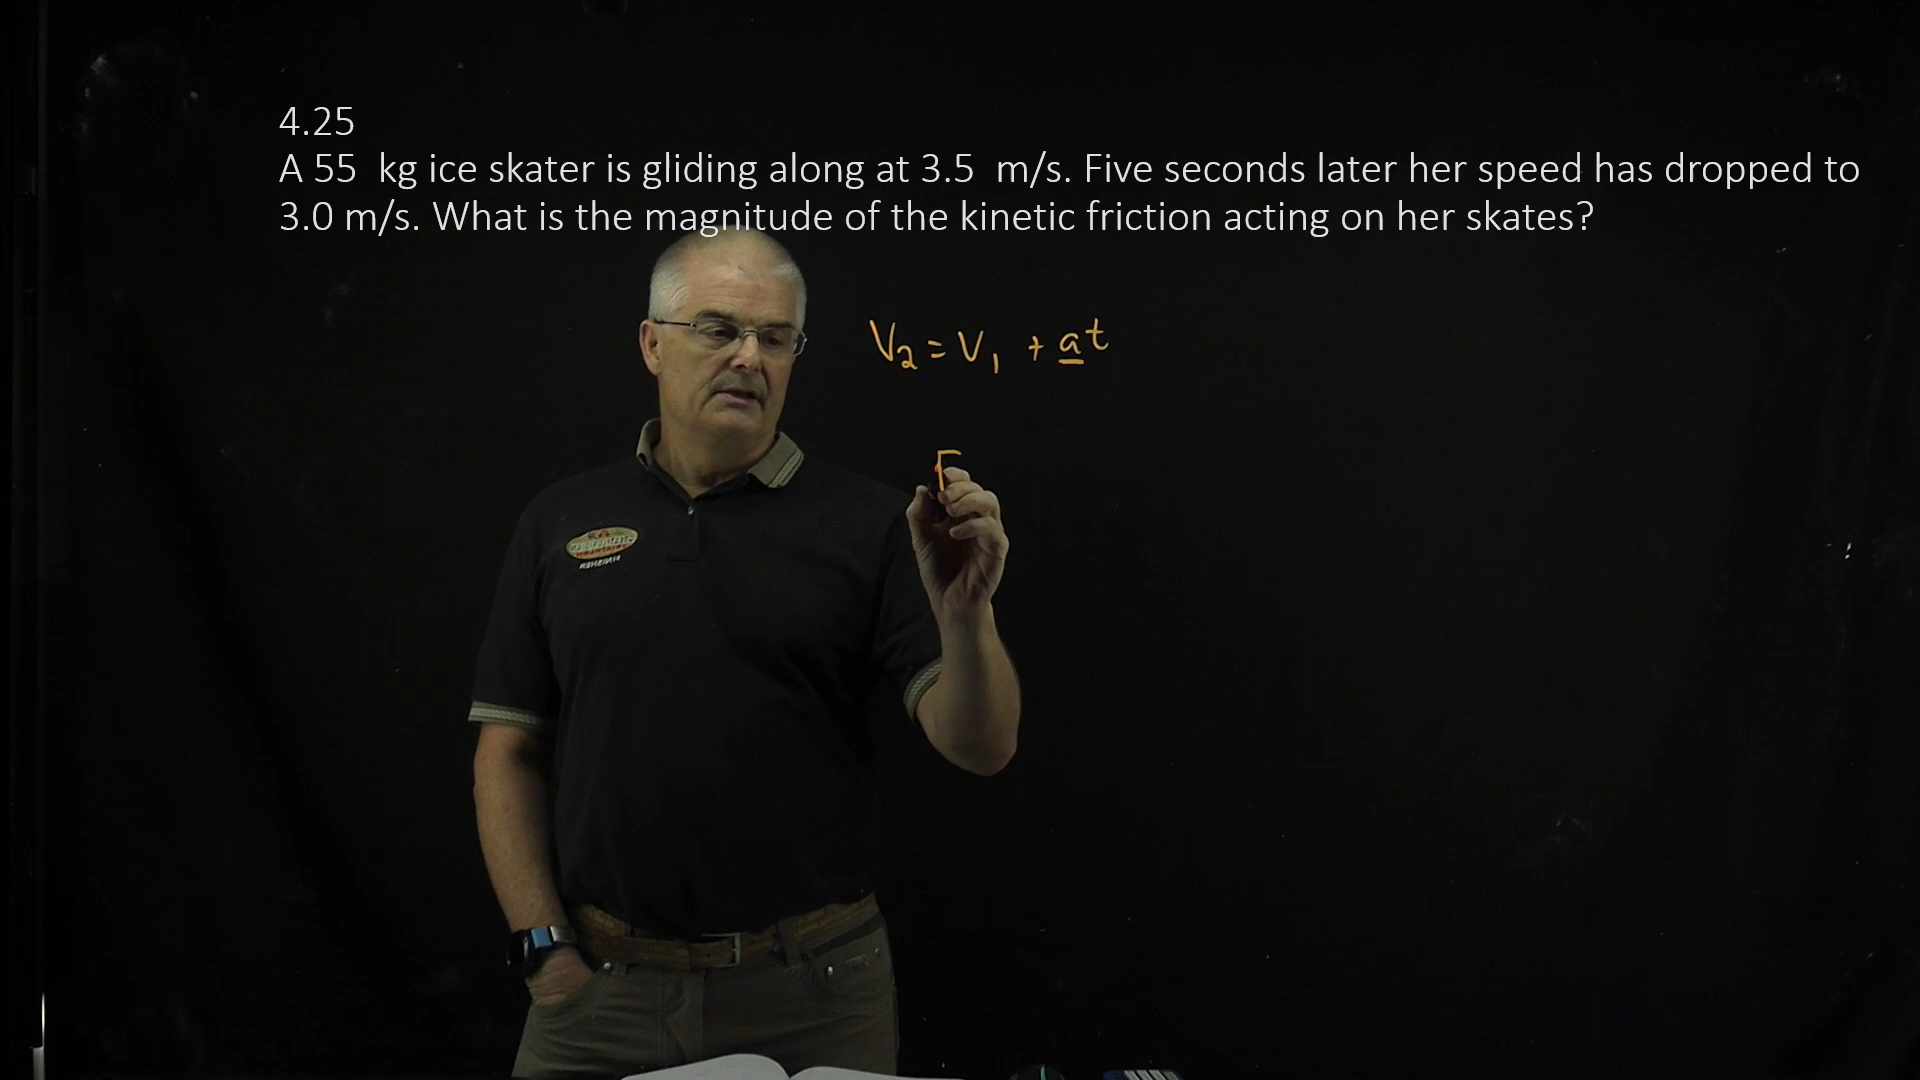 4.25
A 55 kg ice skater is gliding along at 3.5 m/s. Five seconds later her speed has dropped to
3.0 m/s. What is the magnitude of the kinetic friction acting on her skates?
V₂ = V₁ + at
F